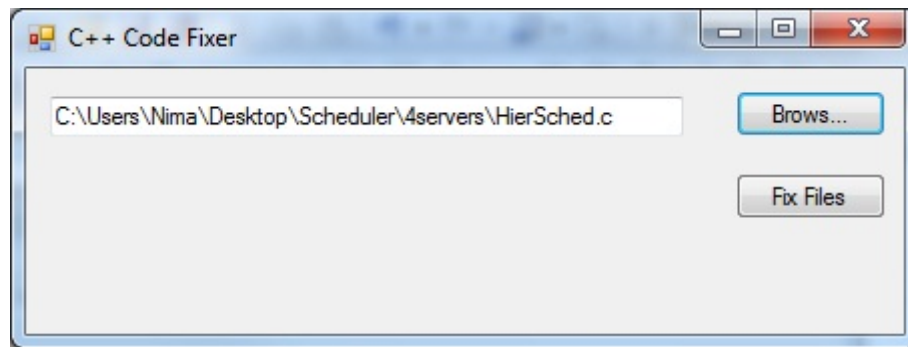 C++ Code Fixer
C:\Users\Nima\Desktop\Scheduler\4servers\HierSched.c
Brows...
Fix Files